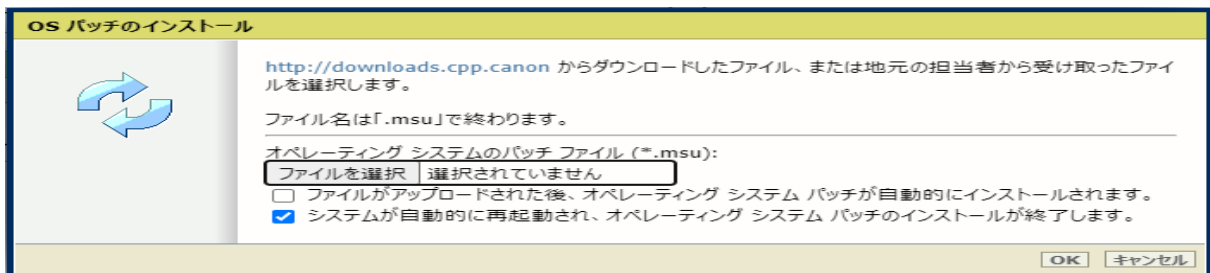 OS パッチのインストール
http://downloads.cpp.canon からダウンロードしたファイル、または地元の担当者から受け取ったファイ
ルを選択します。
ファイル名は「.msu」で終わります。
オペレーティング システムのパッチ ファイル (*.msu):
ファイルを選択 選択されていません
ファイルがアップロードされた後、オペレーティング システム パッチが自動的にインストールされます。
システムが自動的に再起動され、オペレーティング システム パッチのインストールが終了します。
OK キャンセル